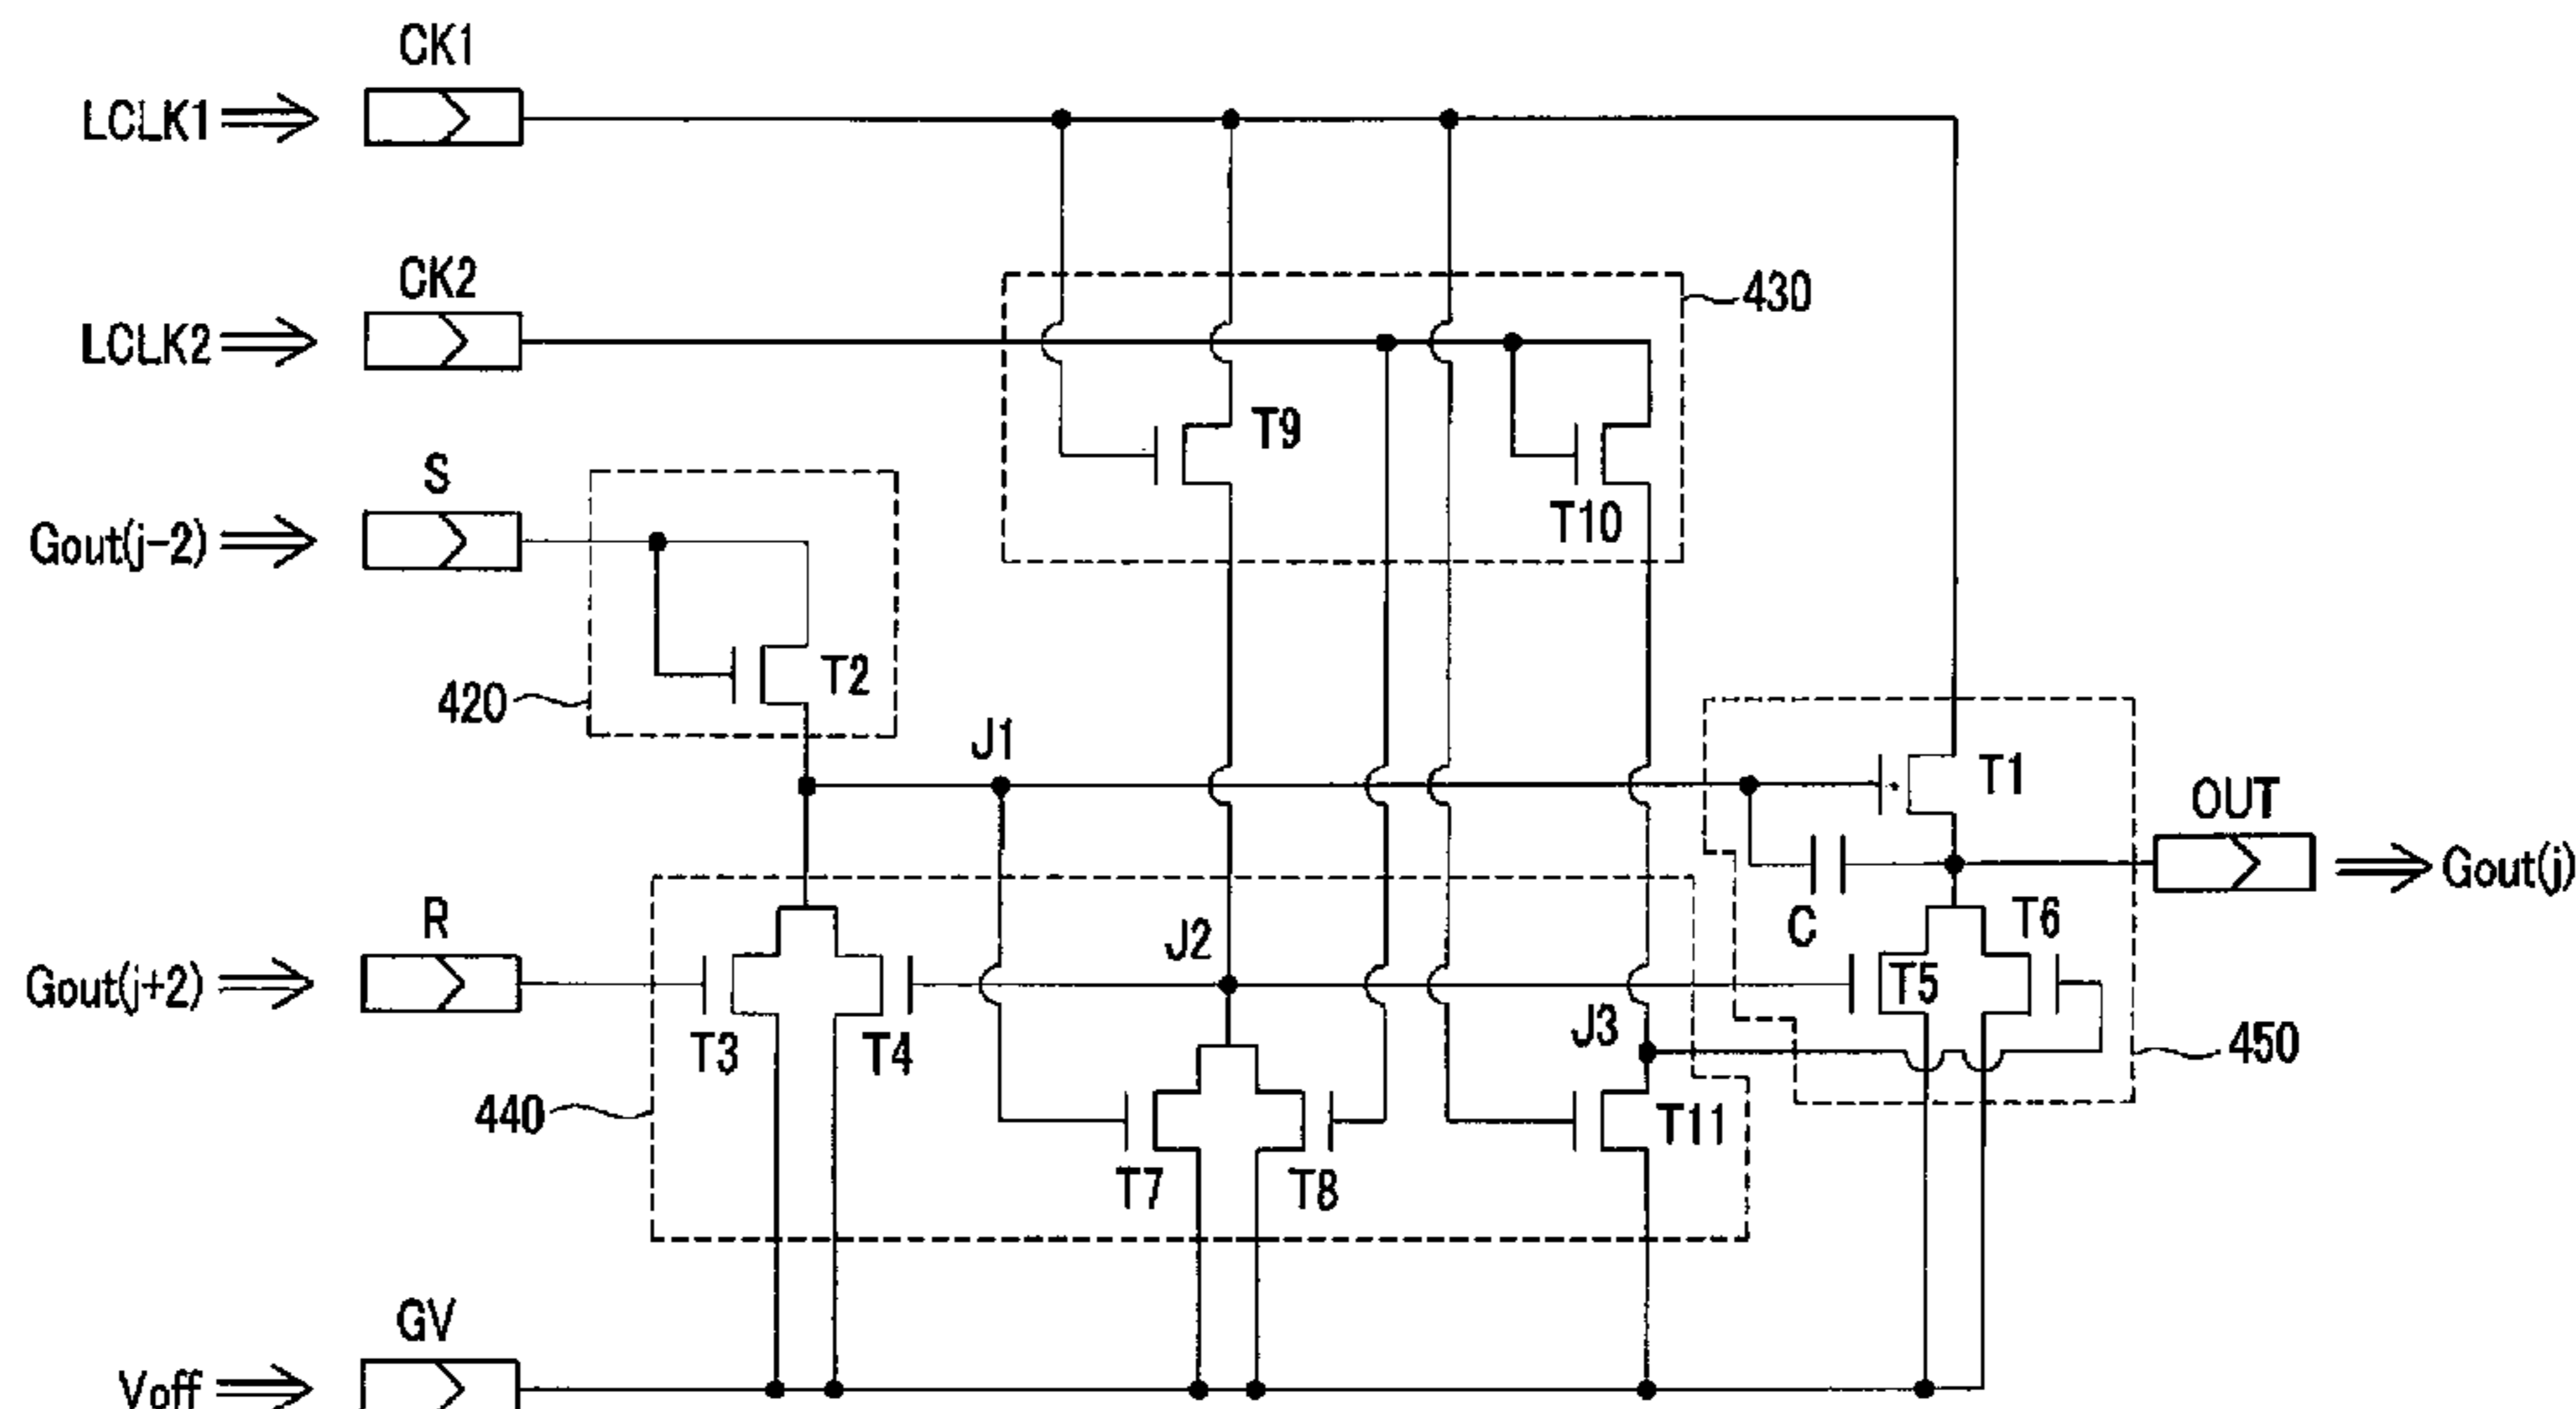 CK1
LCLK1
CK2
LCLK2
430
T9
S
Gout(j-2)
T10
T2
420
J1
T1
OUT
Gout(j)
C
T6
R
J2
Gout(j+2)
T5
J3
T3
T4
450
440
T11
T7
T8
GV
Voff